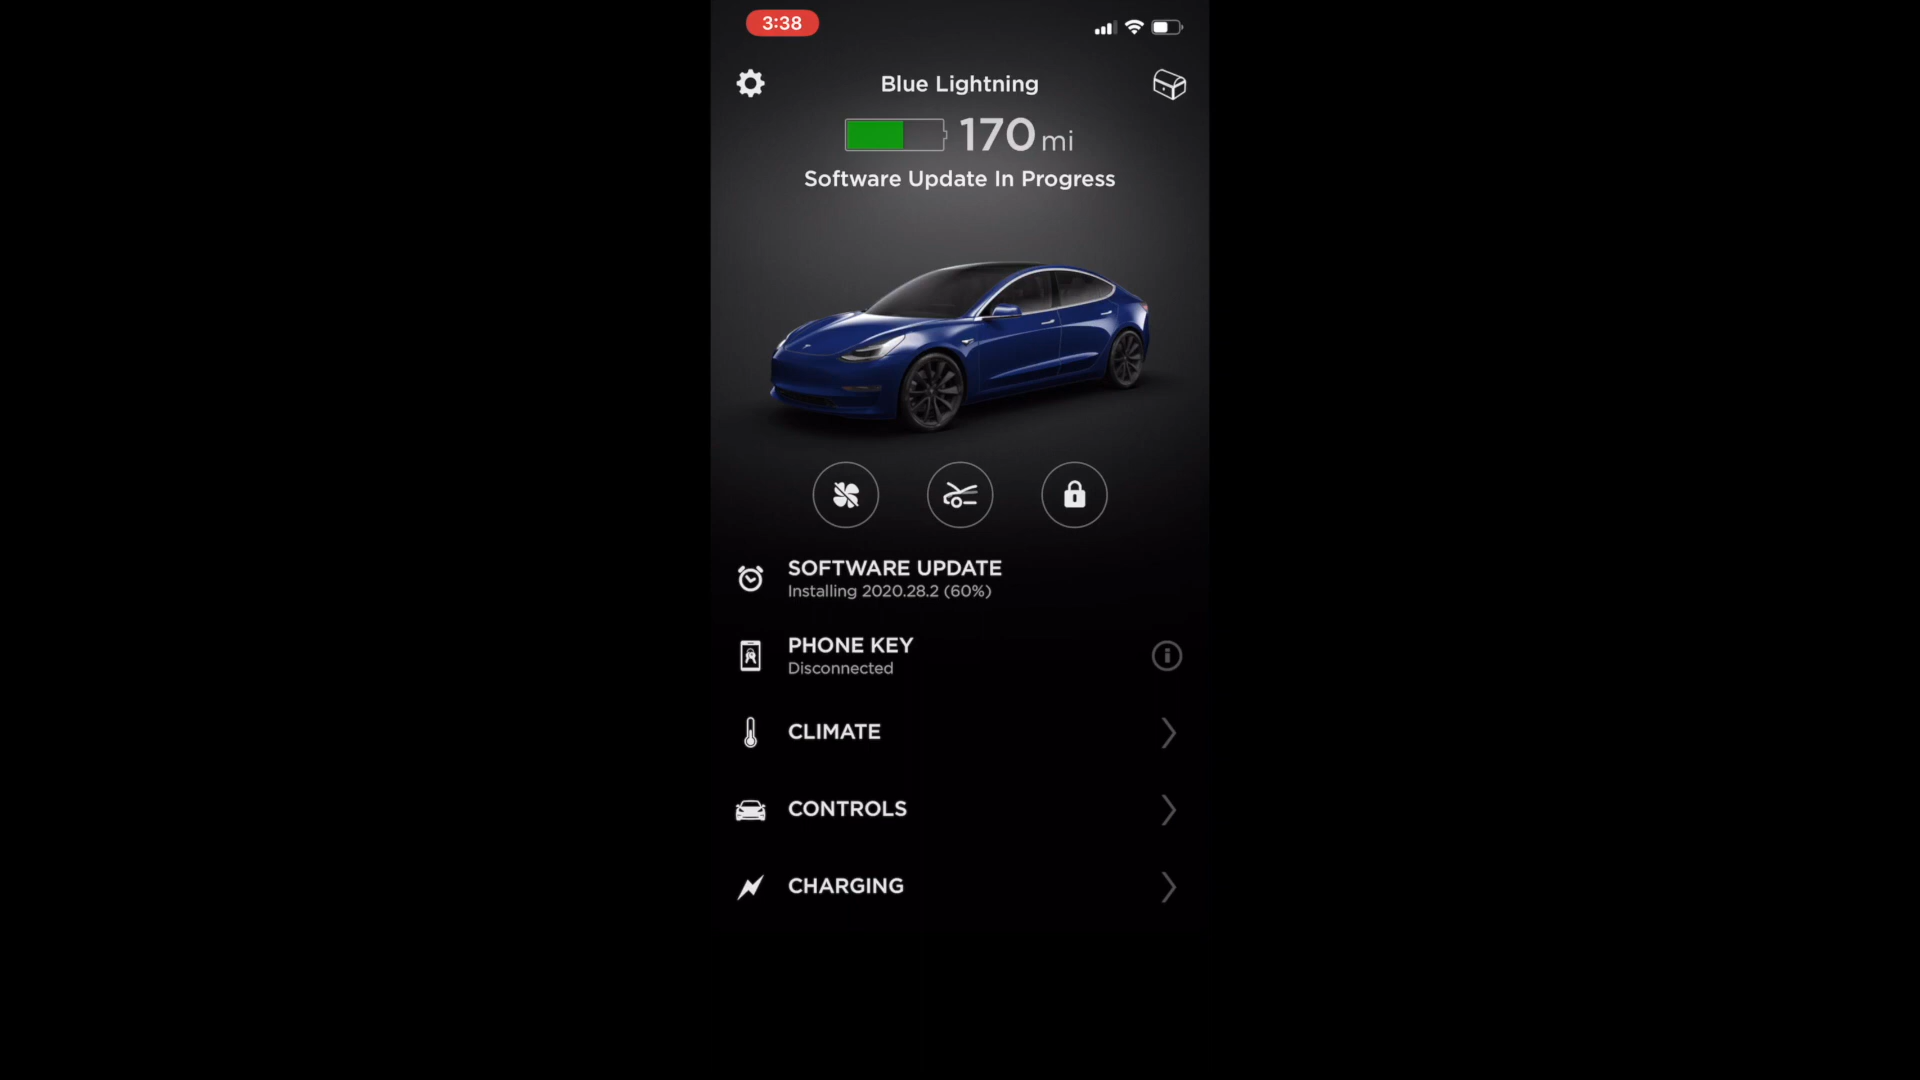 3:38
Blue Lightning
170 mi
Software Update In Progress
SOFTWARE UPDATE
Installing 2020.28.2 (60%)
PHONE KEY
Disconnected
CLIMATE
CONTROLS
CHARGING